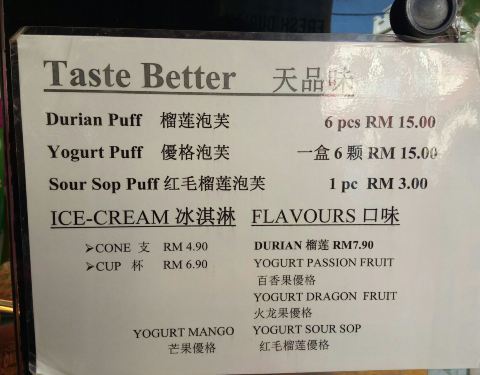 Taste Better 天品味
Durian Puff 榴莲泡芙 6 pcs RM 15.00
Yogurt Puff 優格泡芙 一盒 6 颗 RM 15.00
Sour Sop Puff 红毛榴莲泡芙 1 pc RM 3.00
ICE-CREAM 冰淇淋 FLAVOURS 口味
➢CONE 支 RM 4.90 DURIAN 榴莲 RM7.90
➢CUP 杯 RM 6.90 YOGURT PASSION FRUIT
百香果優格
YOGURT DRAGON FRUIT
火龙果優格
YOGURT MANGO YOGURT SOUR SOP
芒果優格 红毛榴莲優格